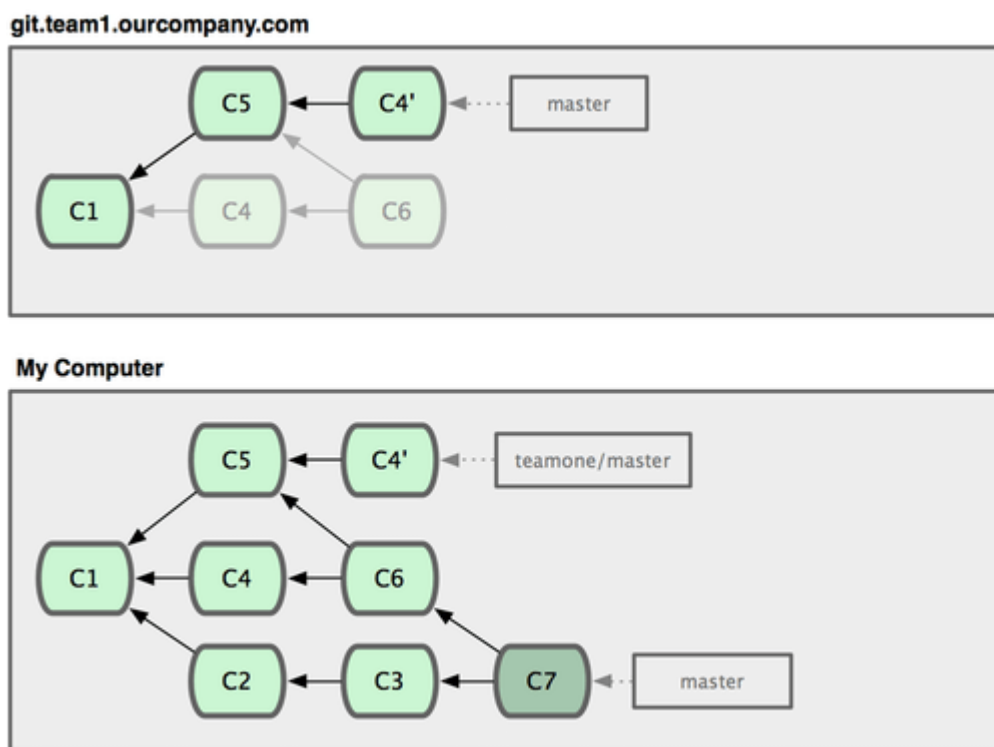 git.team1.ourcompany.com
C5 C4' master
C1 C4 C6
My Computer
C5 C4' teamone/master
C1 C4 C6
C2 C3 C7 master